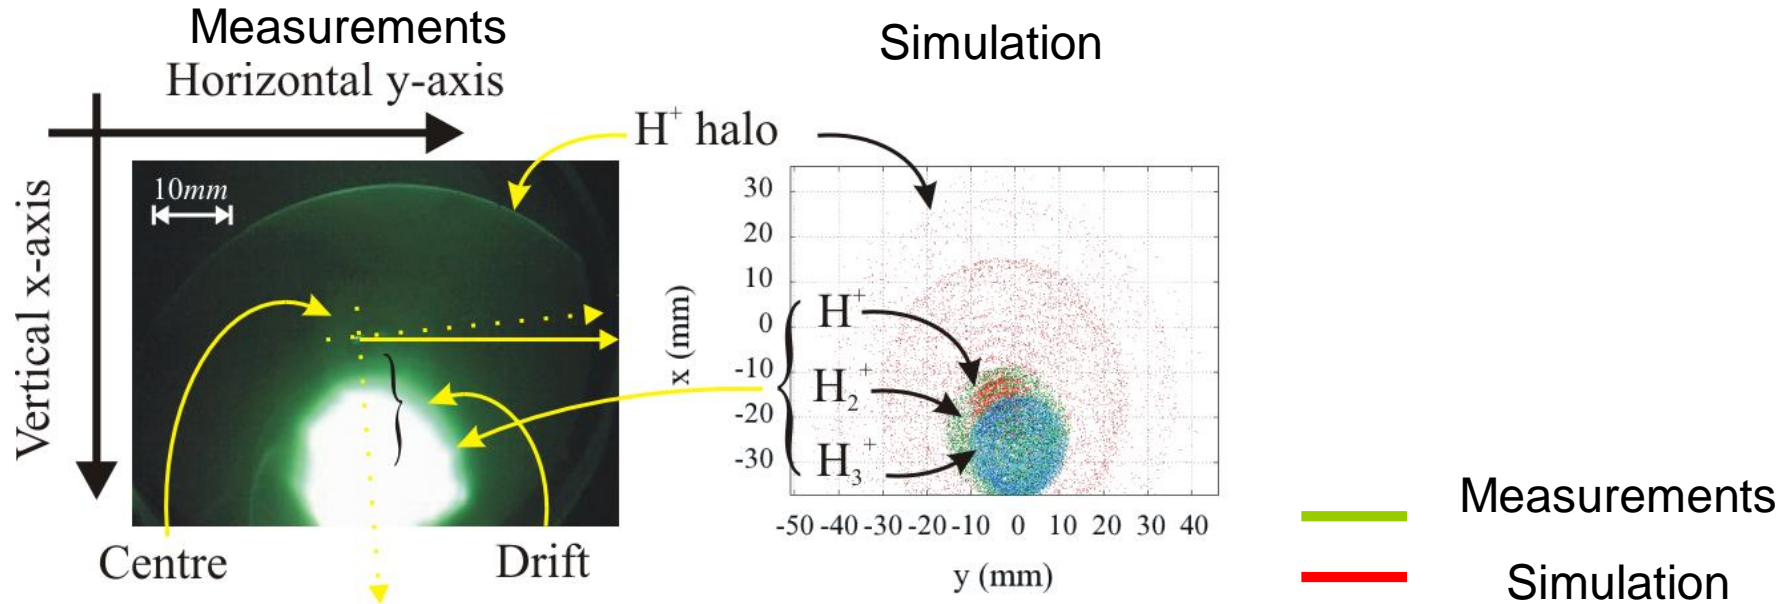 Measurements
Simulation
Horizontal y-axis
Vertical x-axis
H⁺ halo
10mm
30
20
10
0
-10
-20
-30
x (mm)
H⁺
H₂⁺
H₃⁺
-50 -40 -30 -20 -10 0 10 20 30 40
y (mm)
Centre
Drift
Measurements
Simulation